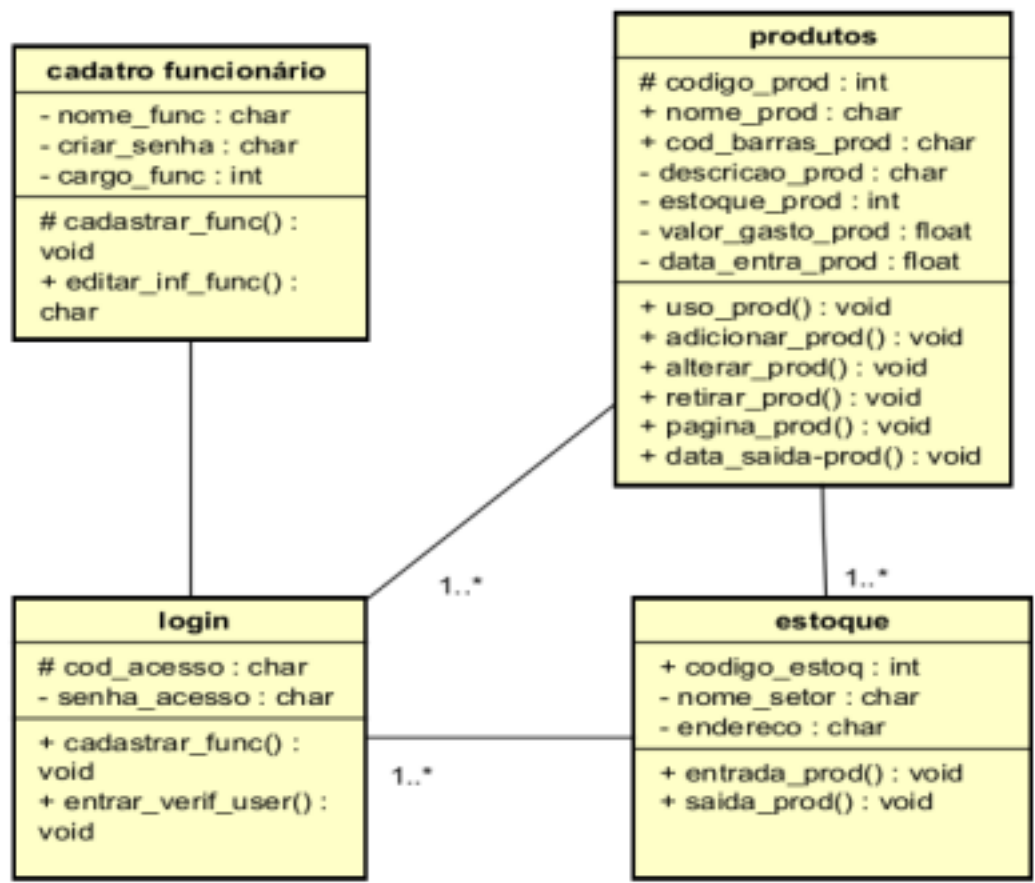 cadatro funcionário
- nome_func : char
- criar_senha : char
- cargo_func : int
# cadastrar_func() :
void
+ editar_inf_func() :
char
produtos
# codigo_prod : int
+ nome_prod : char
+ cod_barras_prod : char
- descricao_prod : char
- estoque_prod : int
- valor_gasto_prod : float
- data_entra_prod : float
+ uso_prod() : void
+ adicionar_prod() : void
+ alterar_prod() : void
+ retirar_prod() : void
+ pagina_prod() : void
+ data_saida-prod() : void
1..*
1..*
login
# cod_acesso : char
- senha_acesso : char
+ cadastrar_func() :
void
+ entrar_verif_user() :
void
1..*
estoque
+ codigo_estoq : int
- nome_setor : char
- endereco : char
+ entrada_prod() : void
+ saida_prod() : void